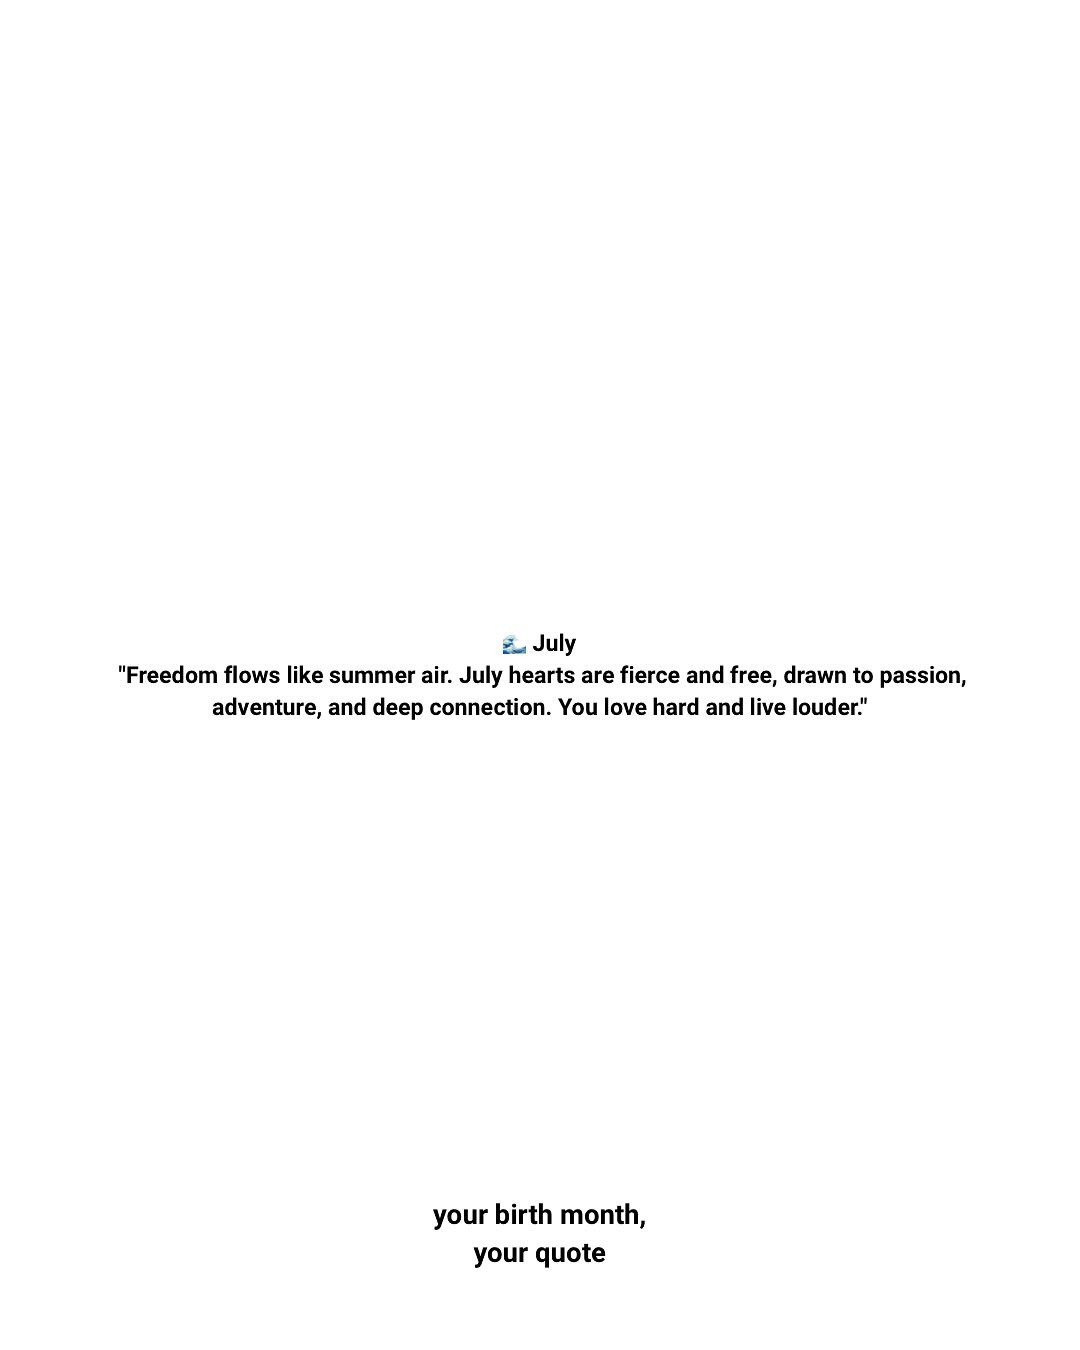 🌊 July
"Freedom flows like summer air. July hearts are fierce and free, drawn to passion,
adventure, and deep connection. You love hard and live louder."
your birth month,
your quote